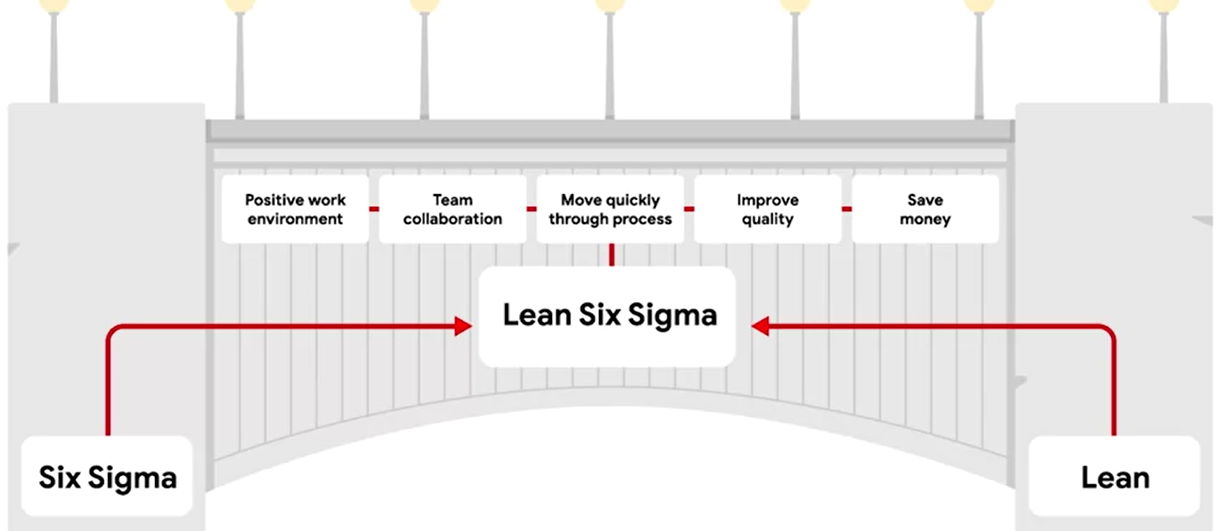 Positive work
environment
Team
collaboration
Move quickly
through process
Improve
quality
Save
money
Lean Six Sigma
Six Sigma
Lean